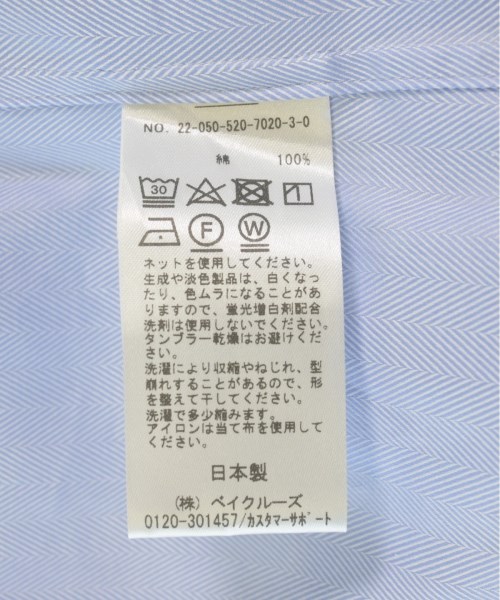 NO. 22-050-520-7020-3-0
綿 100%
30
F W
ネットを使用してください。
生成や淡色製品は、白くなっ
たり、色ムラになることがあ
りますので、蛍光増白剤配合
洗剤は使用しないでください。
タンブラー乾燥はお避けくだ
さい。
洗濯により収縮やねじれ、型
崩れすることがあるので、形
を整えて干してください。
洗濯で多少縮みます。
アイロンは当て布を使用して
ください。
日本製
(株) ベイクルーズ
0120-301457/カスタマーサポート